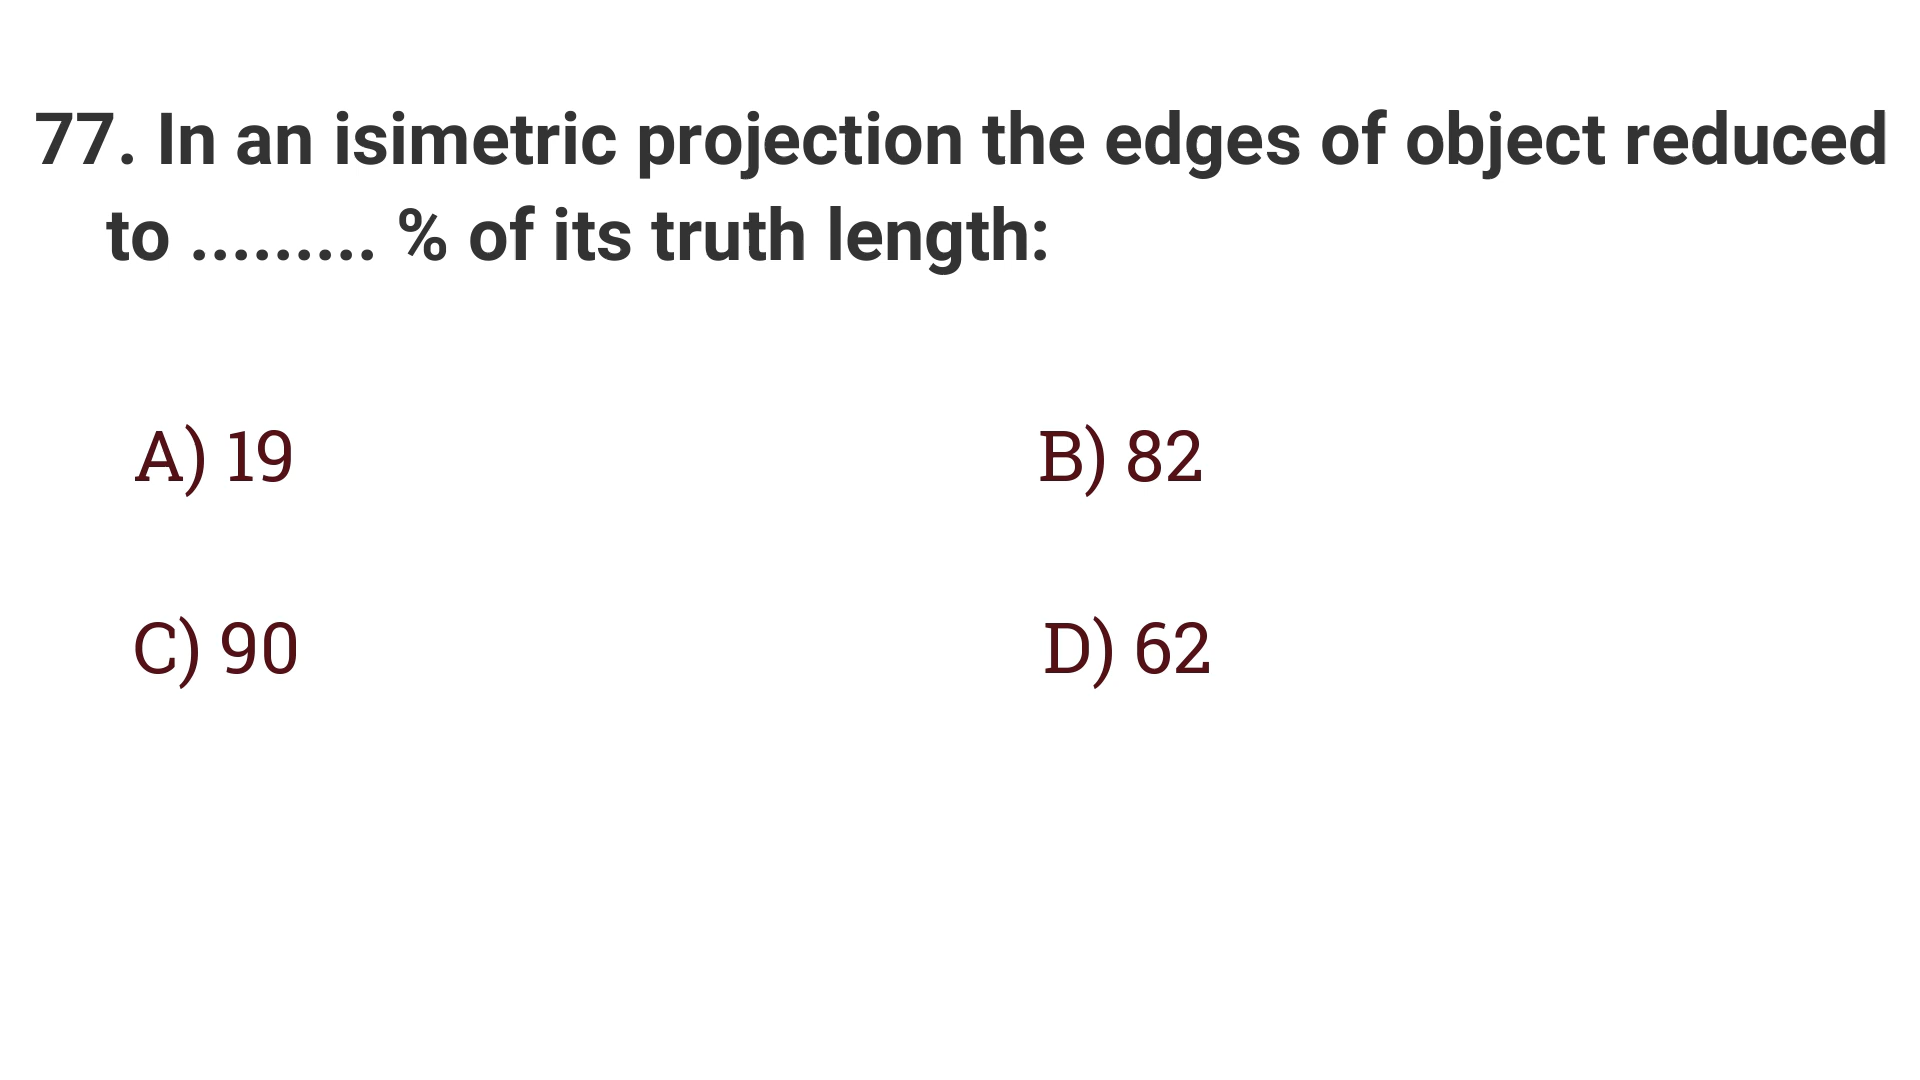 77. In an isimetric projection the edges of object reduced
to ......... % of its truth length:
A) 19
B) 82
C) 90
D) 62